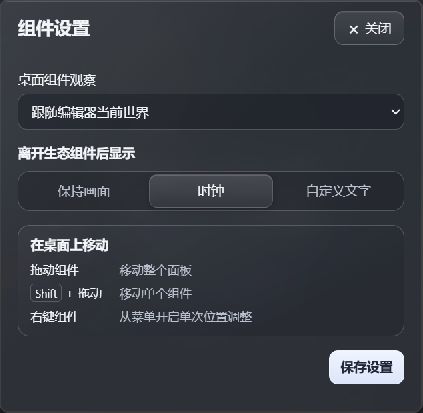 组件设置
× 关闭
桌面组件观察
跟随编辑器当前世界
离开生态组件后显示
保持画面
时钟
自定义文字
在桌面上移动
拖动组件 移动整个面板
Shift + 拖动 移动单个组件
右键组件 从菜单开启单次位置调整
保存设置